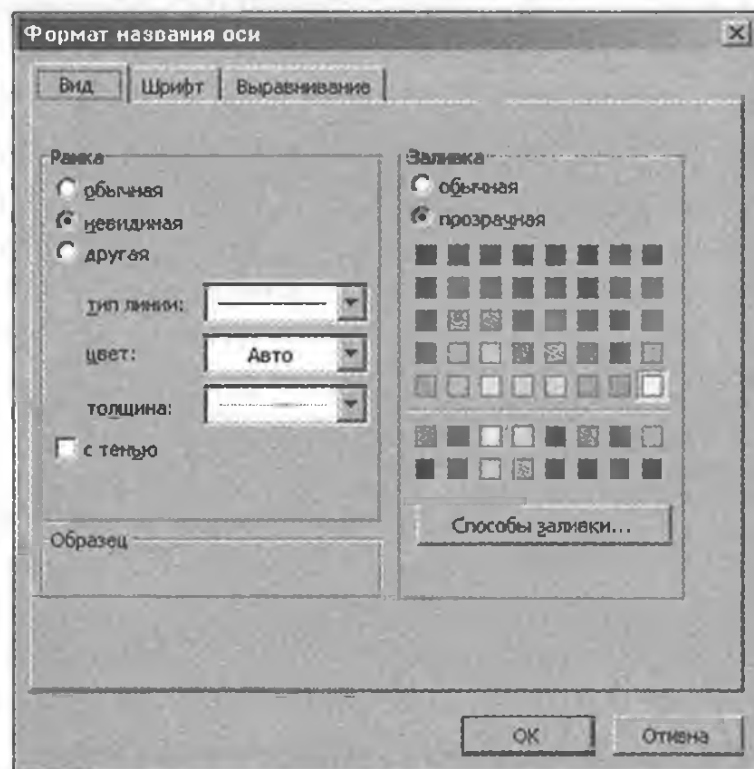 Формат названия оси
Вид Шрифт Выравнивание
Рамка
обычная
невидимая
другая
тип линии:
цвет: Авто
толщина:
с тенью
Образец
Заливка
обычная
прозрачная
Способы заливки...
ОК Отмена